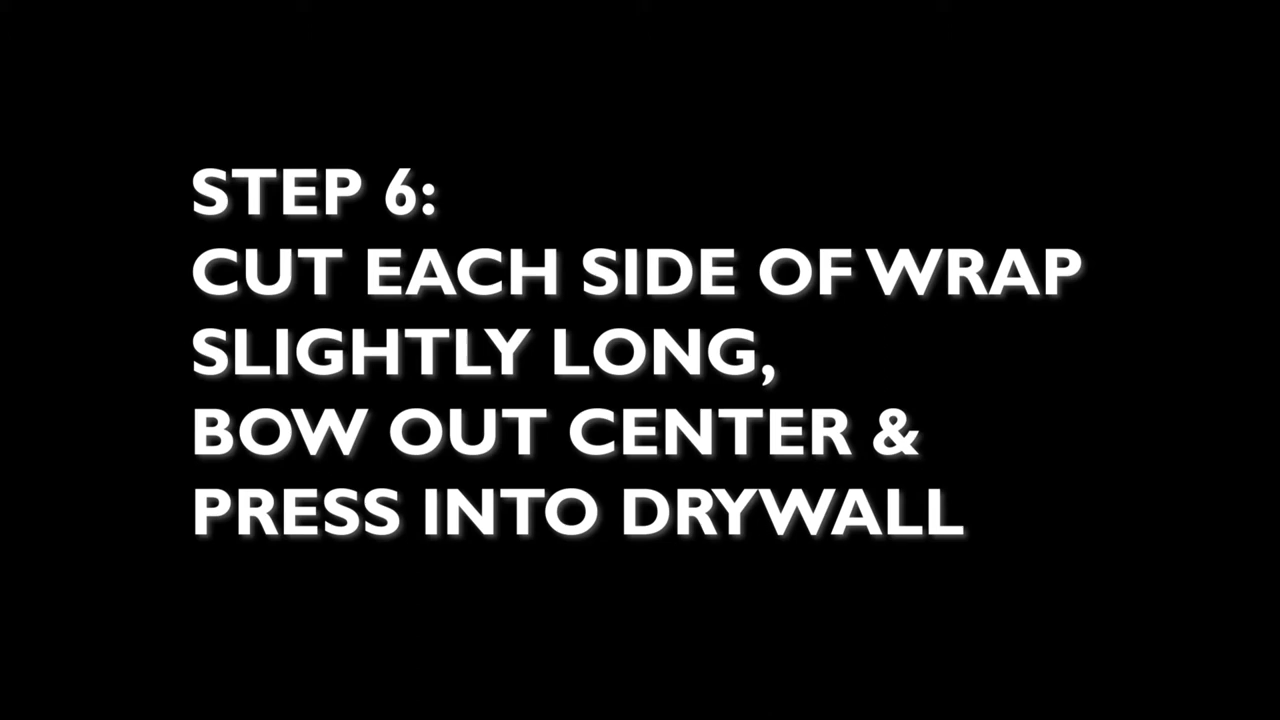 STEP 6:
CUT EACH SIDE OF WRAP
SLIGHTLY LONG,
BOW OUT CENTER &
PRESS INTO DRYWALL